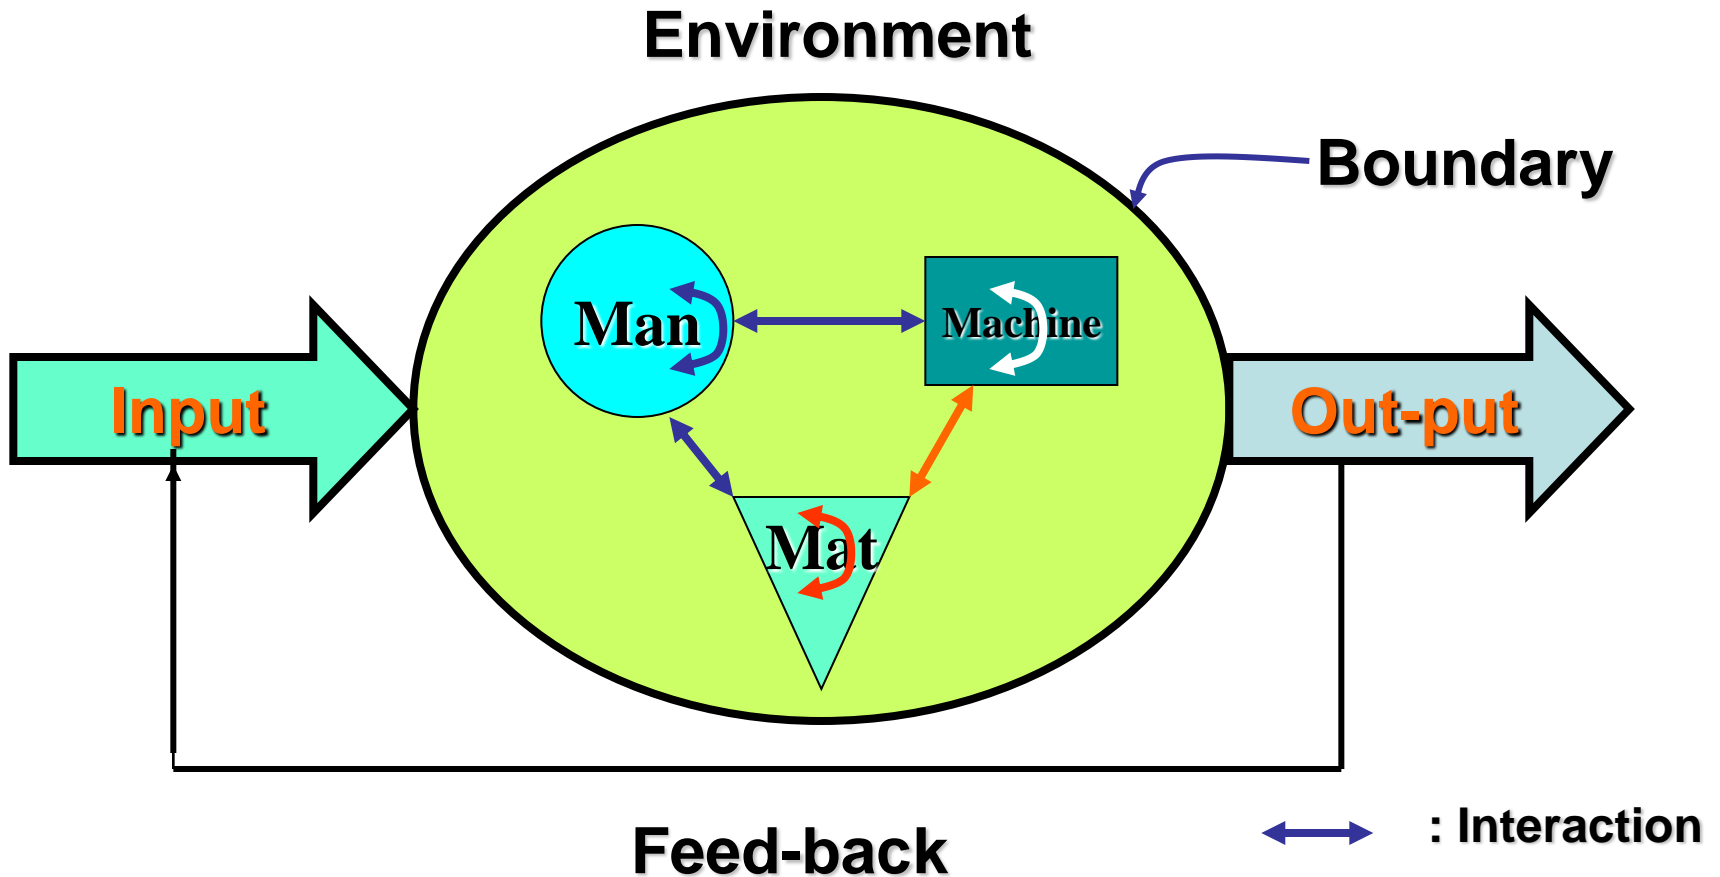 Environment
Boundary
Man
Machine
Input
Out-put
Mat
Feed-back
: Interaction